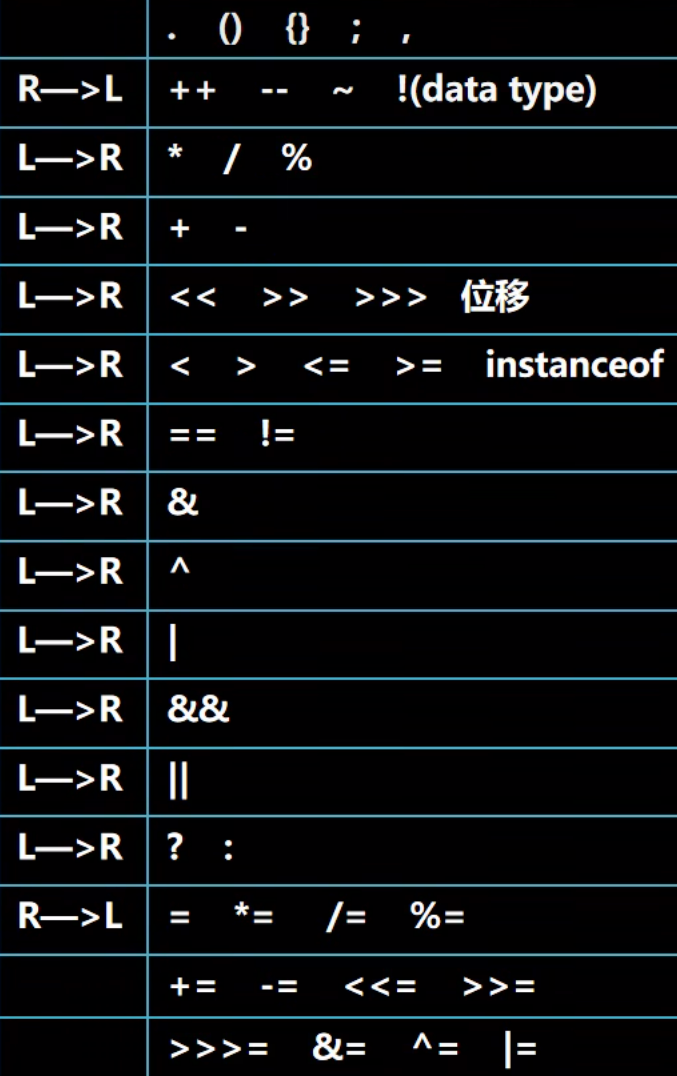 . () {} ; ,
R—>L ++ -- ~ !(data type)
L—>R * / %
L—>R + -
L—>R << >> >>> 位移
L—>R < > <= >= instanceof
L—>R == !=
L—>R &
L—>R ^
L—>R |
L—>R &&
L—>R ||
L—>R ? :
R—>L = *= /= %=
+= -= <<= >>=
>>>= &= ^= |=